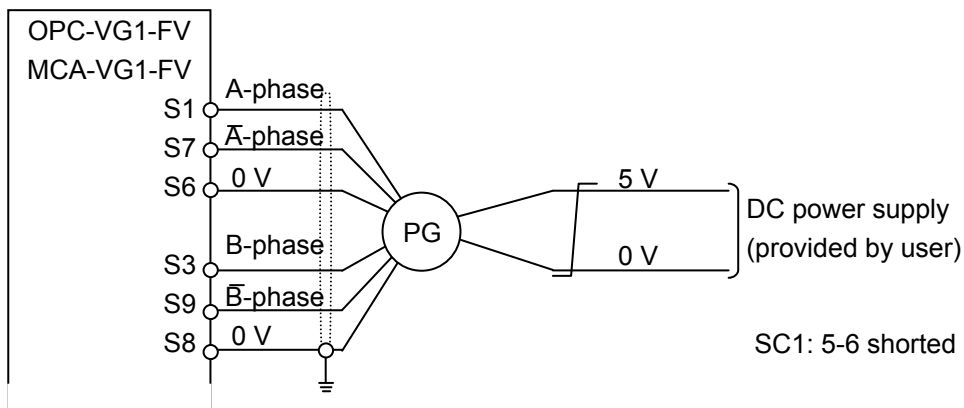 OPC-VG1-FV
MCA-VG1-FV
S1 A-phase
S7 A̅-phase
S6 0 V
S3 B-phase
S9 B̅-phase
S8 0 V
PG
5 V
0 V
DC power supply
(provided by user)
SC1: 5-6 shorted